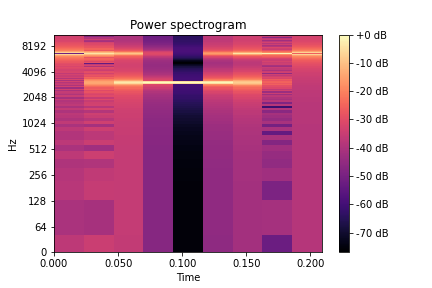 Power spectrogram
Hz
8192
4096
2048
1024
512
256
128
64
0
0.000 0.050 0.100 0.150 0.200
Time
+0 dB
-10 dB
-20 dB
-30 dB
-40 dB
-50 dB
-60 dB
-70 dB